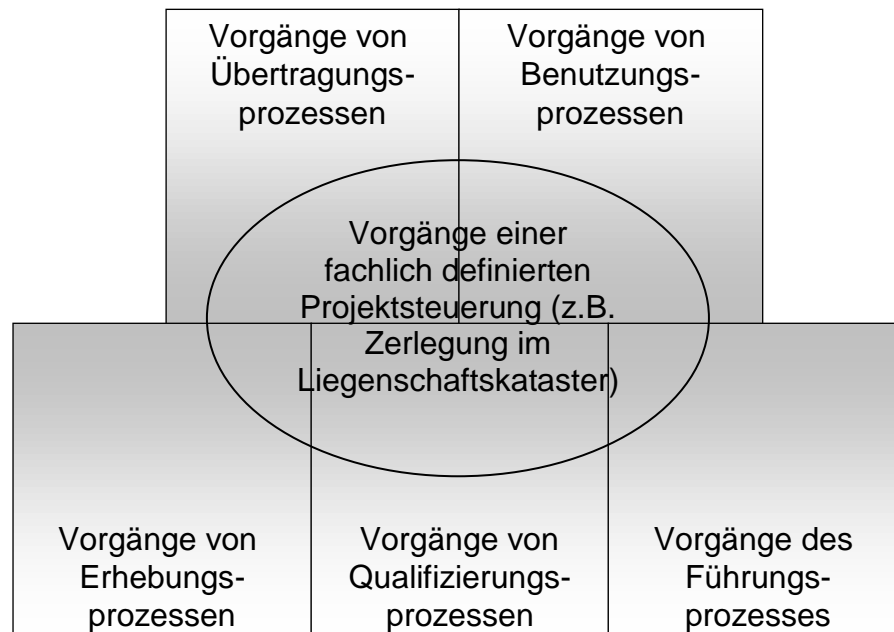 Vorgänge von
Übertragungs-
prozessen
Vorgänge von
Benutzungs-
prozessen
Vorgänge einer
fachlich definierten
Projektsteuerung (z.B.
Zerlegung im
Liegenschaftskataster)
Vorgänge von
Erhebungs-
prozessen
Vorgänge von
Qualifizierungs-
prozessen
Vorgänge des
Führungs-
prozesses